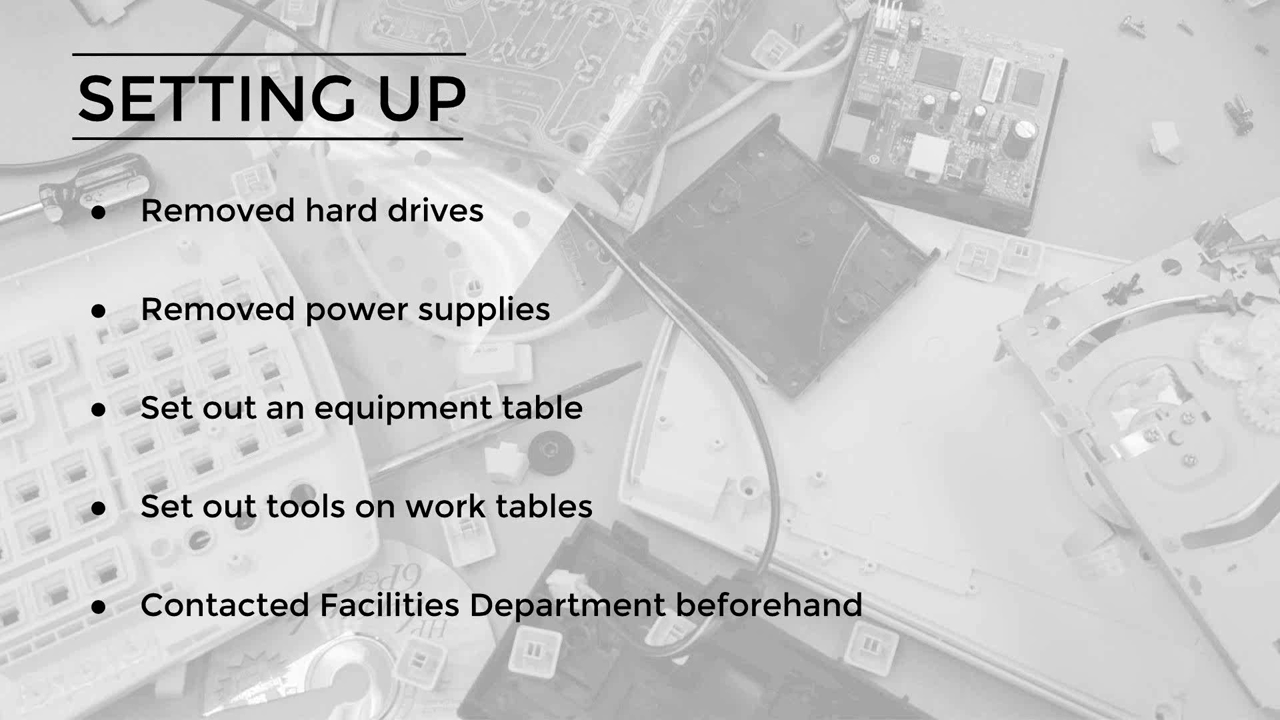 SETTING UP
● Removed hard drives
● Removed power supplies
● Set out an equipment table
● Set out tools on work tables
● Contacted Facilities Department beforehand